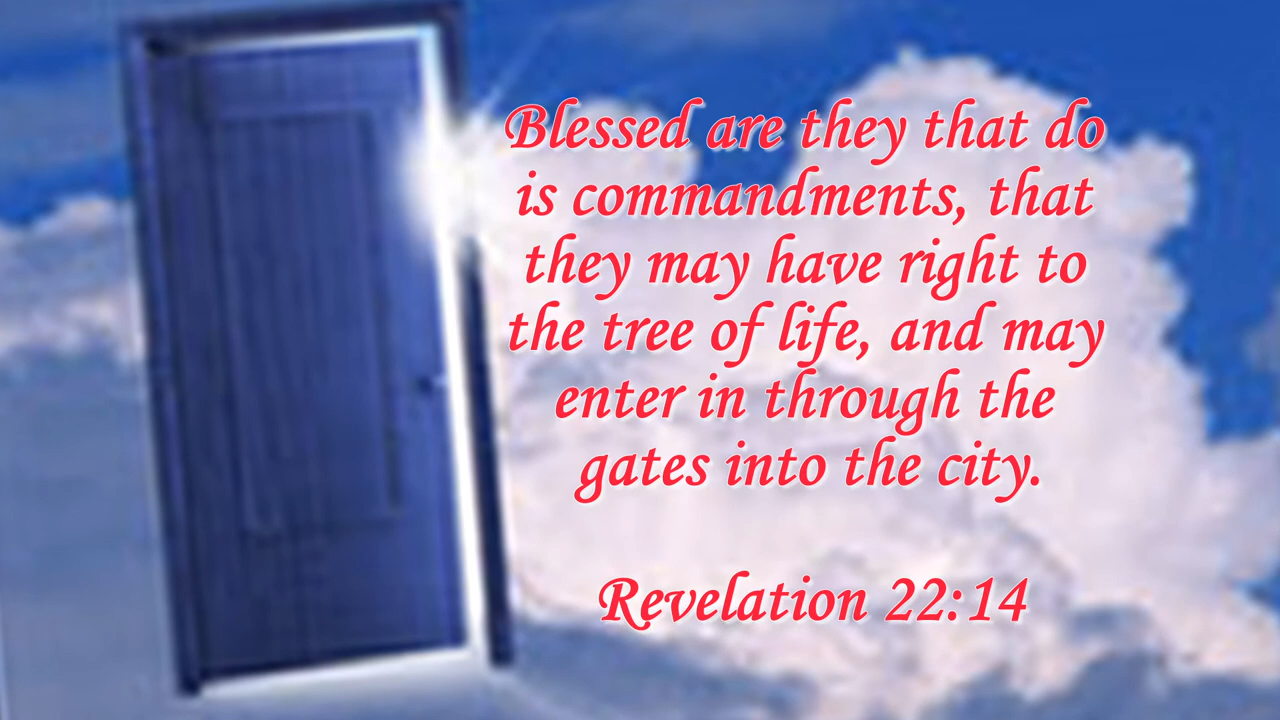 Blessed are they that do
is commandments, that
they may have right to
the tree of life, and may
enter in through the
gates into the city.
Revelation 22:14